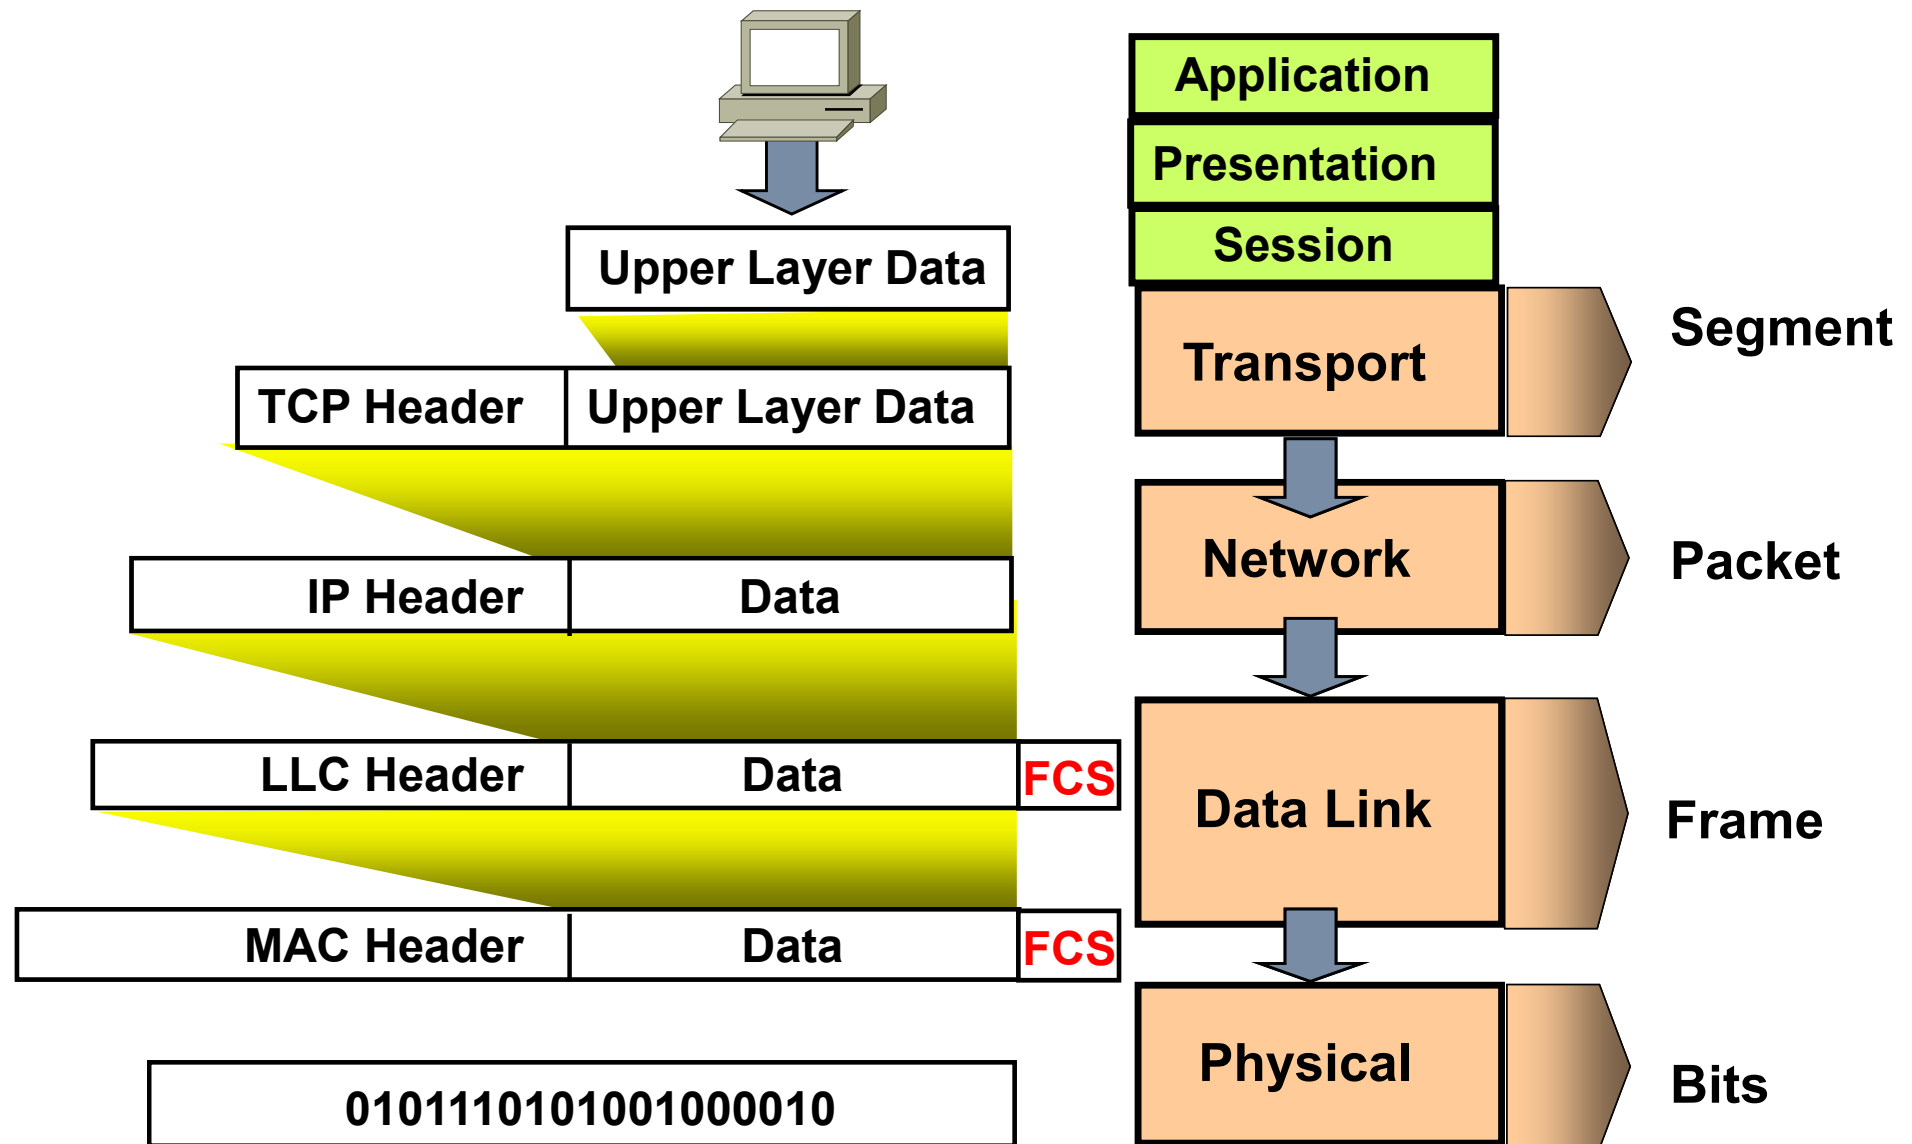 Upper Layer Data
TCP Header Upper Layer Data
IP Header Data
LLC Header Data FCS
MAC Header Data FCS
0101110101001000010
Application
Presentation
Session
Transport
Network
Data Link
Physical
Segment
Packet
Frame
Bits